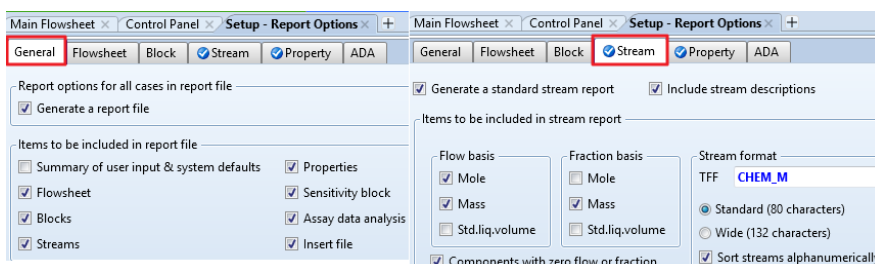 Main Flowsheet × Control Panel × Setup - Report Options × +
General Flowsheet Block Stream Property ADA
Report options for all cases in report file
Generate a report file
Items to be included in report file
Summary of user input & system defaults Properties
Flowsheet Sensitivity block
Blocks Assay data analysis
Streams Insert file
Main Flowsheet × Control Panel × Setup - Report Options × +
General Flowsheet Block Stream Property ADA
Generate a standard stream report Include stream descriptions
Items to be included in stream report
Flow basis Fraction basis Stream format
Mole Mole TFF CHEM_M
Mass Mass Standard (80 characters)
Std.liq.volume Std.liq.volume Wide (132 characters)
Components with zero flow or fraction Sort streams alphanumerically